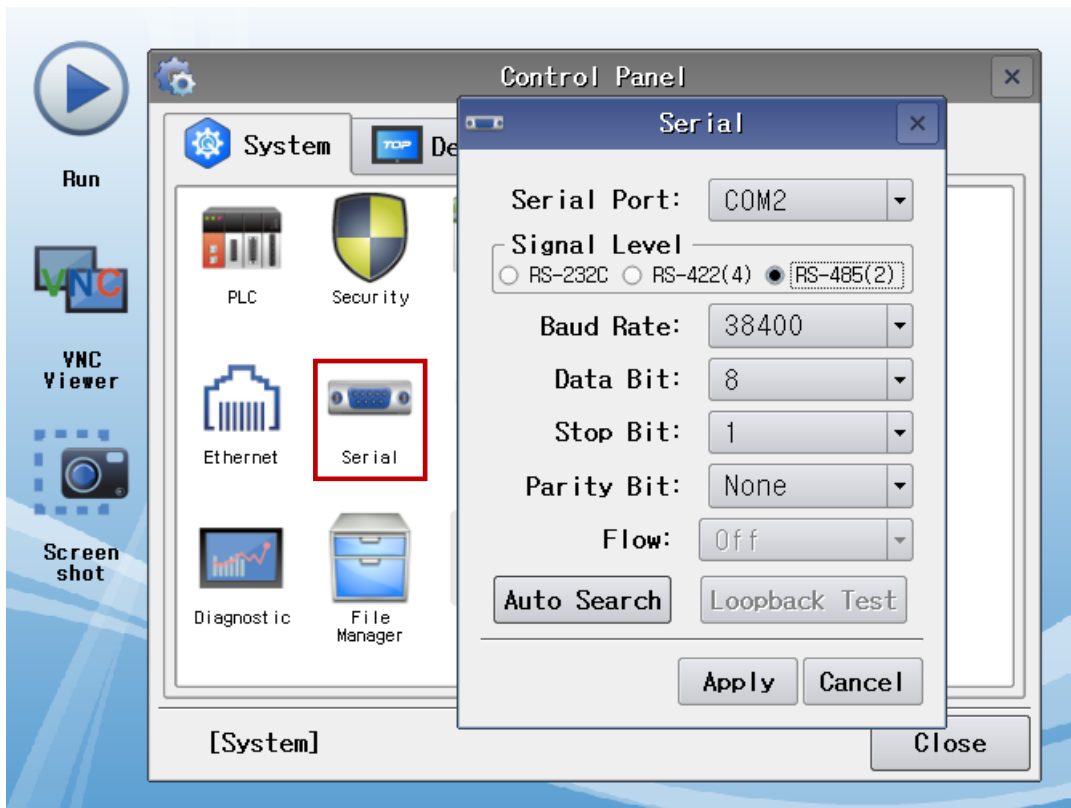 Run
VNC
VNC
Viewer
Screen
shot
Control Panel
System
TOP
De
PLC
Security
Ethernet
Serial
Diagnostic
File
Manager
[System]
Close
Serial
Serial Port: COM2
Signal Level
RS-232C RS-422(4) RS-485(2)
Baud Rate: 38400
Data Bit: 8
Stop Bit: 1
Parity Bit: None
Flow: Off
Auto Search Loopback Test
Apply Cancel